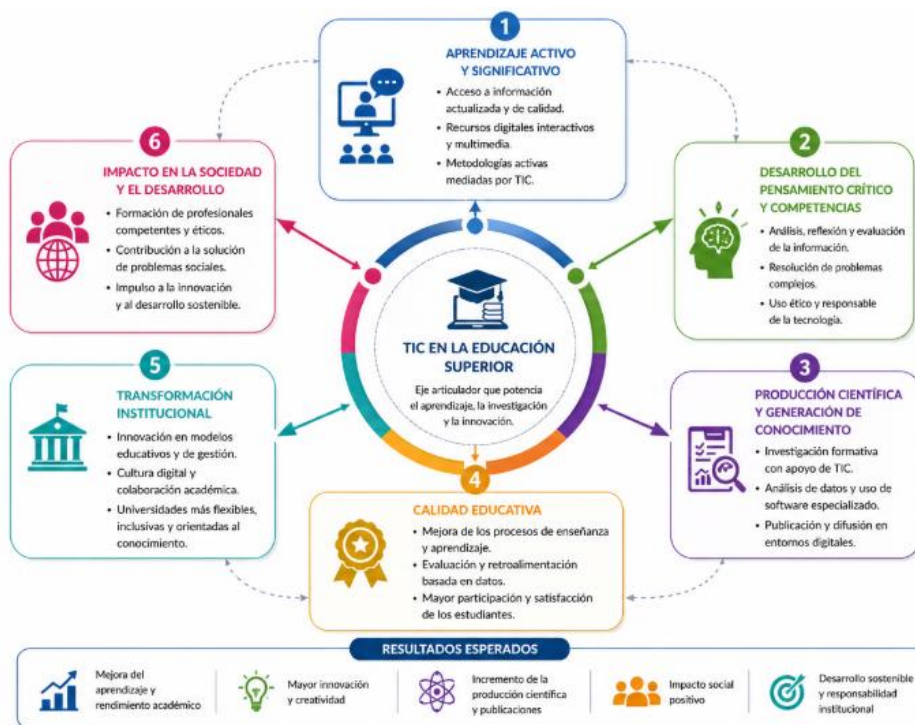 1
APRENDIZAJE ACTIVO
Y SIGNIFICATIVO
• Acceso a información
actualizada y de calidad.
• Recursos digitales interactivos
y multimedia.
• Metodologías activas
mediadas por TIC.
2
DESARROLLO DEL
PENSAMIENTO CRÍTICO
Y COMPETENCIAS
• Análisis, reflexión y evaluación
de la información.
• Resolución de problemas
complejos.
• Uso ético y responsable
de la tecnología.
3
PRODUCCIÓN CIENTÍFICA
Y GENERACIÓN DE
CONOCIMIENTO
• Investigación formativa
con apoyo de TIC.
• Análisis de datos y uso de
software especializado.
• Publicación y difusión en
entornos digitales.
4
CALIDAD EDUCATIVA
• Mejora de los procesos de enseñanza
y aprendizaje.
• Evaluación y retroalimentación
basada en datos.
• Mayor participación y satisfacción
de los estudiantes.
5
TRANSFORMACIÓN
INSTITUCIONAL
• Innovación en modelos
educativos y de gestión.
• Cultura digital y
colaboración académica.
• Universidades más flexibles,
inclusivas y orientadas al
conocimiento.
6
IMPACTO EN LA SOCIEDAD
Y EL DESARROLLO
• Formación de profesionales
competentes y éticos.
• Contribución a la solución
de problemas sociales.
• Impulso a la innovación
y al desarrollo sostenible.
TIC EN LA EDUCACIÓN
SUPERIOR
Eje articulador que potencia
el aprendizaje, la investigación
y la innovación.
RESULTADOS ESPERADOS
Mejora del
aprendizaje y
rendimiento académico
Mayor innovación
y creatividad
Incremento de la
producción científica
y publicaciones
Impacto social
positivo
Desarrollo sostenible
y responsabilidad
institucional